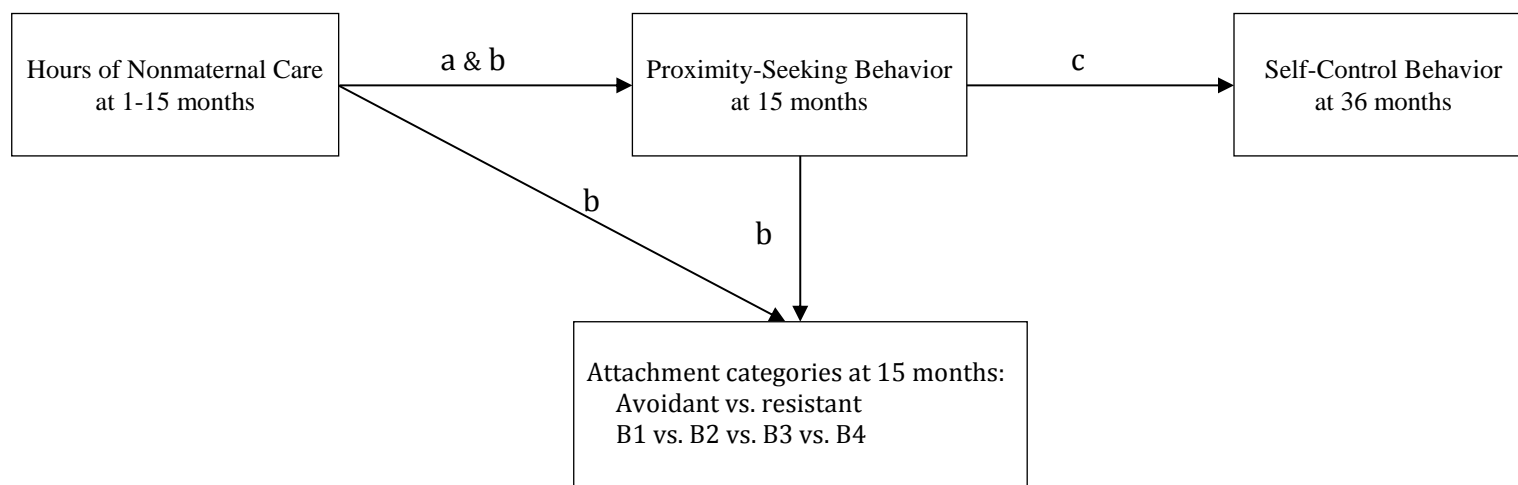 Hours of Nonmaternal Care
at 1-15 months
a & b
Proximity-Seeking Behavior
at 15 months
c
Self-Control Behavior
at 36 months
b
b
Attachment categories at 15 months:
Avoidant vs. resistant
B1 vs. B2 vs. B3 vs. B4